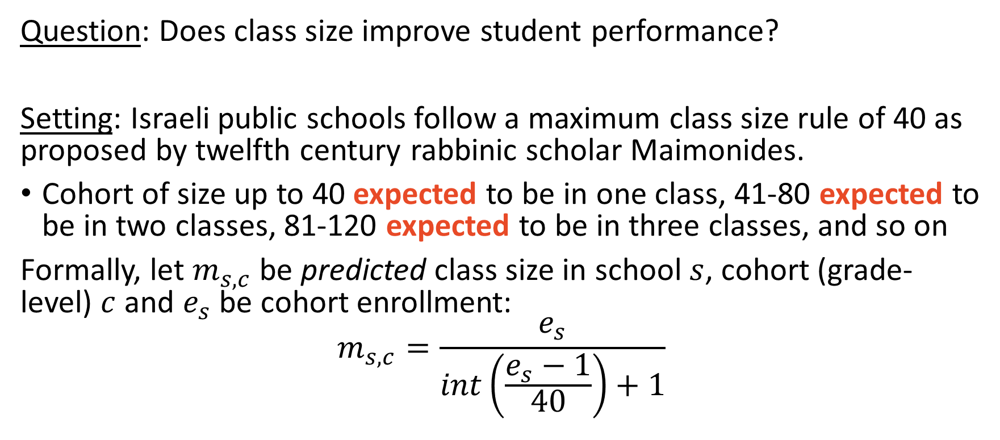 Question: Does class size improve student performance?
Setting: Israeli public schools follow a maximum class size rule of 40 as
proposed by twelfth century rabbinic scholar Maimonides.
• Cohort of size up to 40 expected to be in one class, 41-80 expected to
be in two classes, 81-120 expected to be in three classes, and so on
Formally, let m_{s,c} be predicted class size in school s, cohort (grade-
level) c and e_s be cohort enrollment:
m_{s,c} = \frac{e_s}{int\left(\frac{e_s - 1}{40}\right) + 1}